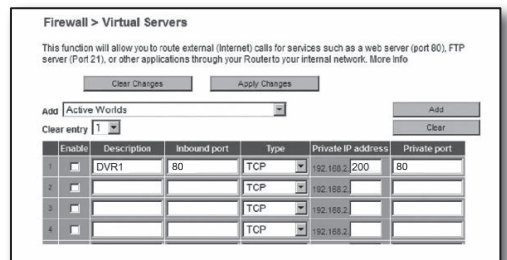 Firewall > Virtual Servers
This function will allow you to route external (Internet) calls for services such as a web server (port 80), FTP
server (Port 21), or other applications through your Router to your internal network. More Info
Clear Changes Apply Changes
Add Active Worlds Add
Clear entry 1 Clear
Enable Description Inbound port Type Private IP address Private port
1 DVR1 80 TCP 192.168.2. 200 80
2 TCP 192.168.2.
3 TCP 192.168.2.
4 TCP 192.168.2.